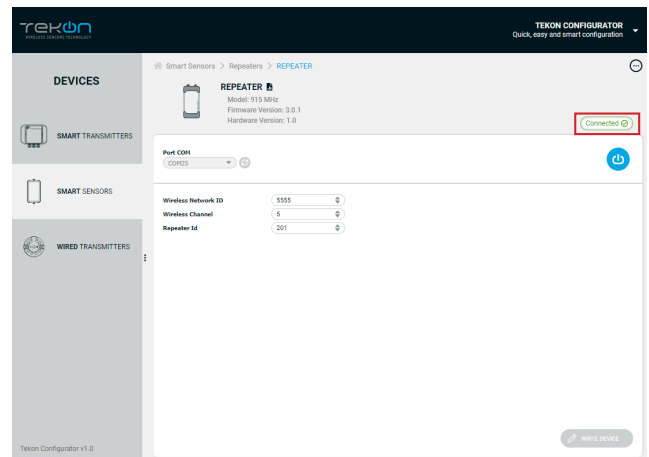 TEKON
WIRELESS SENSORS TECHNOLOGY
TEKON CONFIGURATOR
Quick, easy and smart configuration
DEVICES
SMART TRANSMITTERS
SMART SENSORS
WIRED TRANSMITTERS
Tekon Configurator v1.0
Smart Sensors > Repeaters > REPEATER
REPEATER
Model: 915 MHz
Firmware Version: 3.0.1
Hardware Version: 1.0
Connected
Port COM
COM25
Wireless Network ID 5555
Wireless Channel 5
Repeater Id 201
WRITE DEVICE